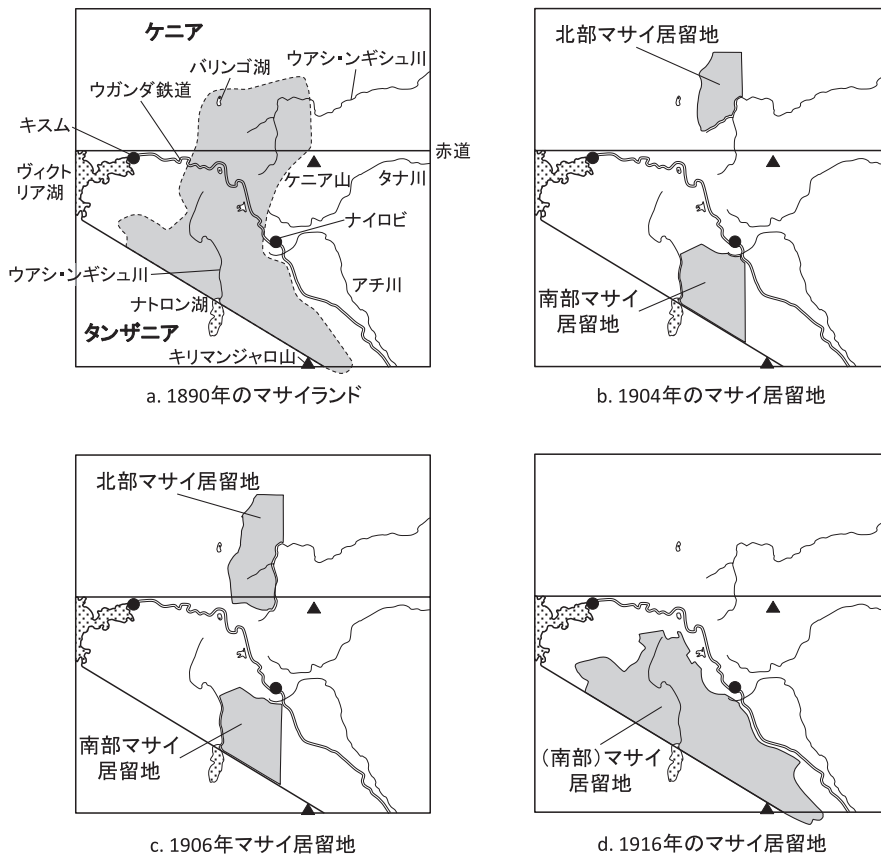 ケニア
バリンゴ湖
ウアシ・ンギシュ川
ウガンダ鉄道
キスム
赤道
ヴィクト
リア湖
ケニア山
タナ川
ナイロビ
ウアシ・ンギシュ川
アチ川
ナトロン湖
タンザニア
キリマンジャロ山
a. 1890年のマサイランド
北部マサイ居留地
南部マサイ
居留地
b. 1904年のマサイ居留地
北部マサイ居留地
南部マサイ
居留地
c. 1906年マサイ居留地
(南部)マサイ
居留地
d. 1916年のマサイ居留地